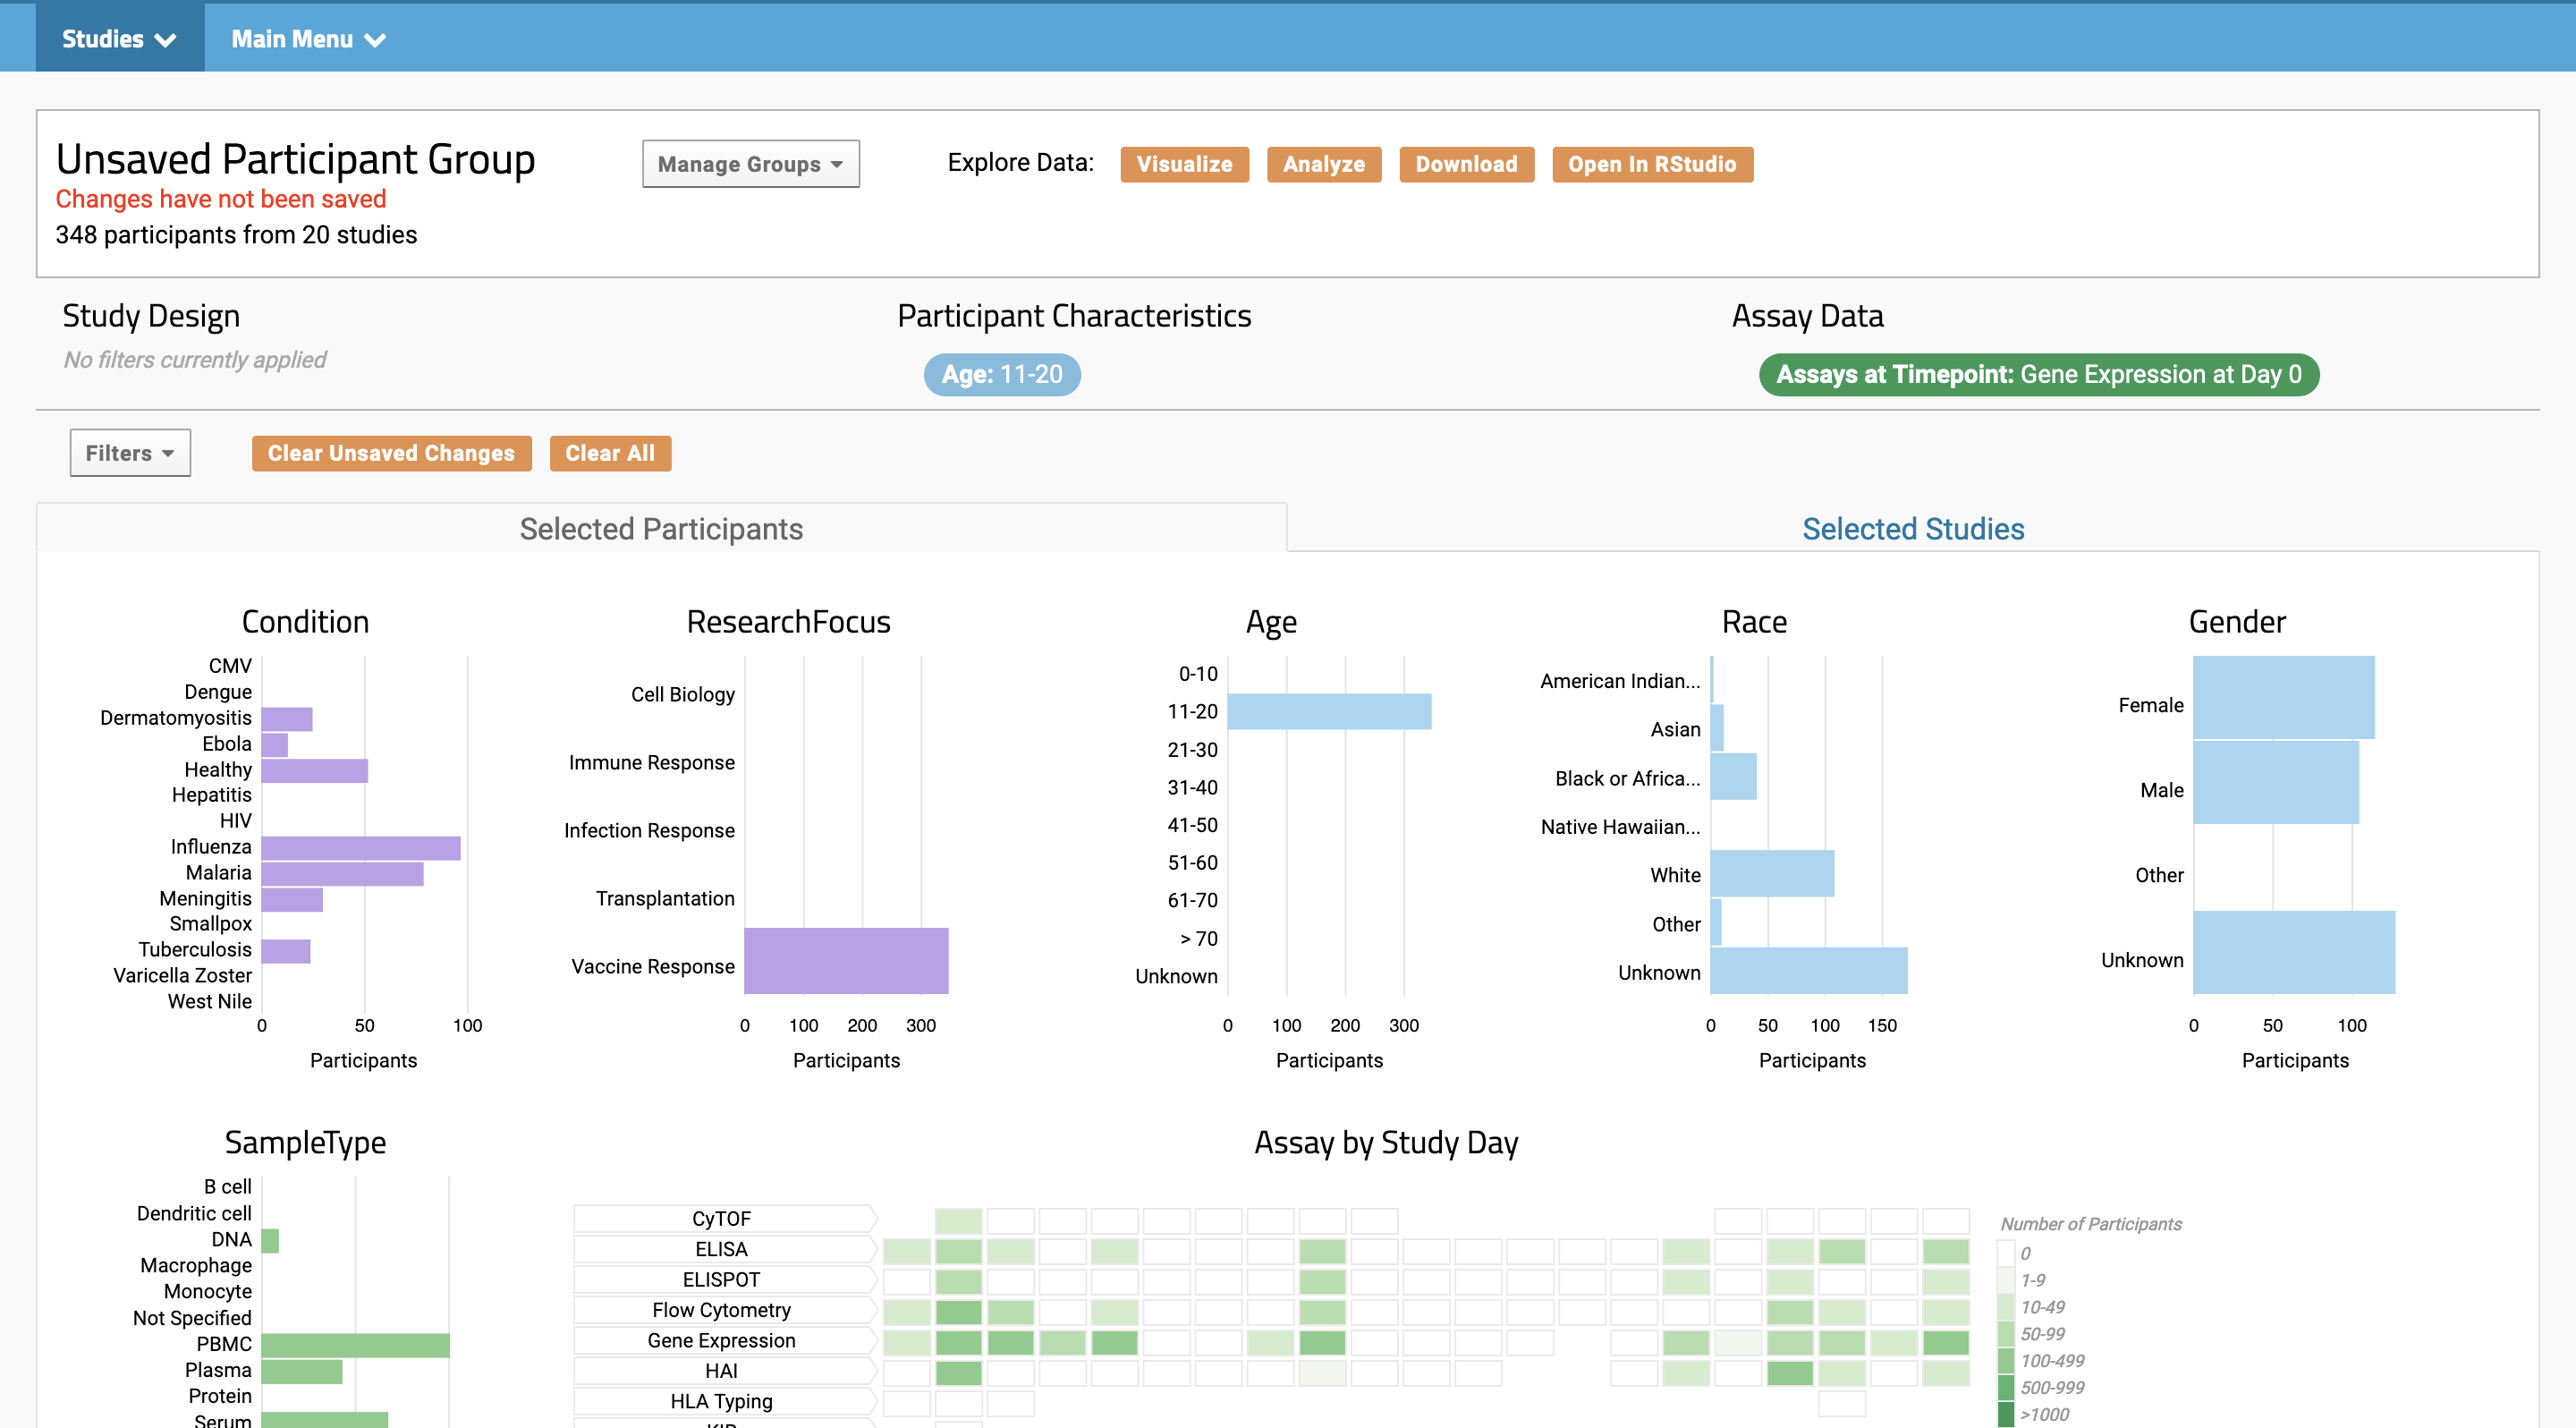 Studies
Main Menu
Unsaved Participant Group
Changes have not been saved
348 participants from 20 studies
Manage Groups
Explore Data:
Visualize
Analyze
Download
Open In RStudio
Study Design
No filters currently applied
Participant Characteristics
Age: 11-20
Assay Data
Assays at Timepoint: Gene Expression at Day 0
Filters
Clear Unsaved Changes
Clear All
Selected Participants
Selected Studies
Condition
CMV
Dengue
Dermatomyositis
Ebola
Healthy
Hepatitis
HIV
Influenza
Malaria
Meningitis
Smallpox
Tuberculosis
Varicella Zoster
West Nile
0 50 100
Participants
ResearchFocus
Cell Biology
Immune Response
Infection Response
Transplantation
Vaccine Response
0 100 200 300
Participants
Age
0-10
11-20
21-30
31-40
41-50
51-60
61-70
> 70
Unknown
0 100 200 300
Participants
Race
American Indian...
Asian
Black or Africa...
Native Hawaiian...
White
Other
Unknown
0 50 100 150
Participants
Gender
Female
Male
Other
Unknown
0 50 100
Participants
SampleType
B cell
Dendritic cell
DNA
Macrophage
Monocyte
Not Specified
PBMC
Plasma
Protein
Serum
Assay by Study Day
CyTOF
ELISA
ELISPOT
Flow Cytometry
Gene Expression
HAI
HLA Typing
Number of Participants
0
1-9
10-49
50-99
100-499
500-999
>1000